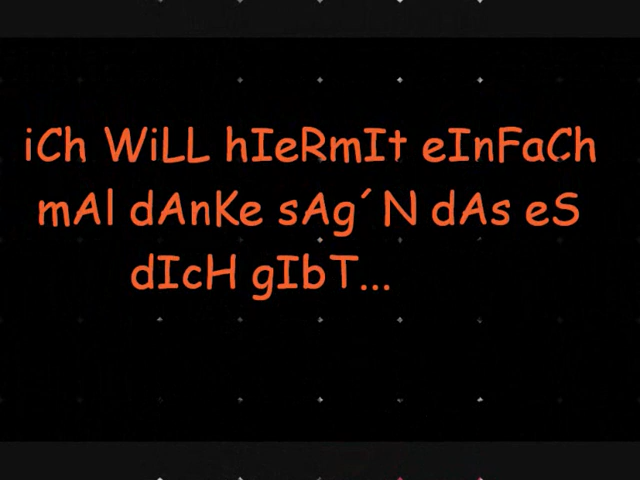 iCh WiLL hIeRmIt eInFaCh
mAl dAnKe sAg´N dAs eS
dIcH gIbT...